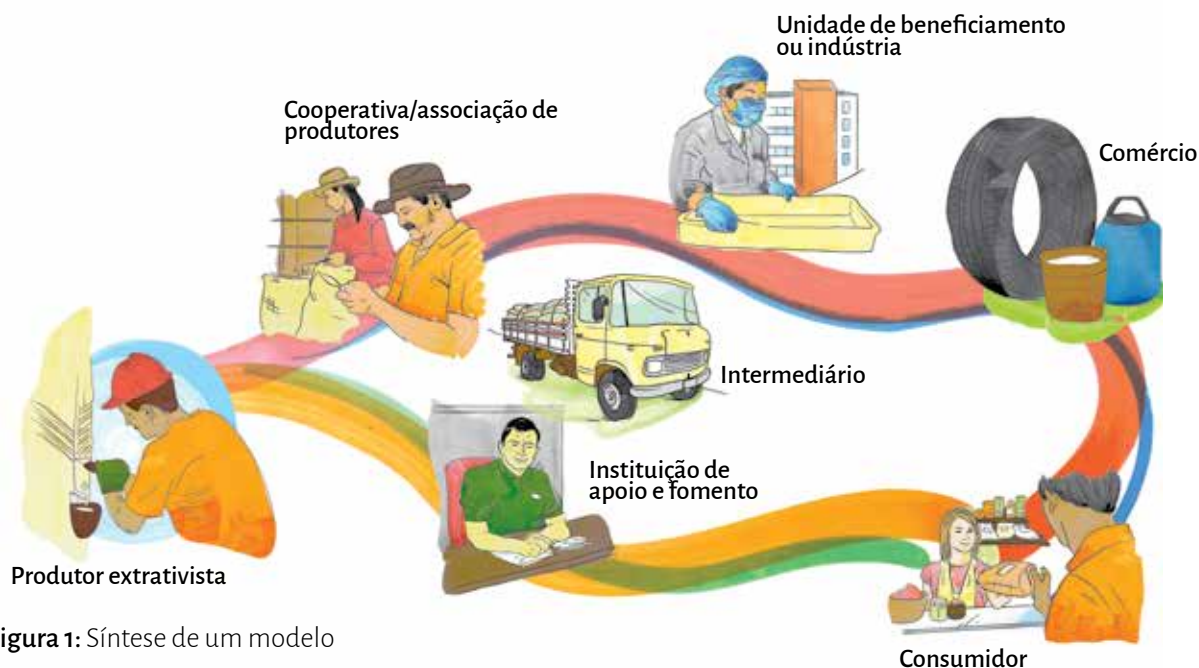 Unidade de beneficiamento
ou indústria
Cooperativa/associação de
produtores
Comércio
Intermediário
Instituição de
apoio e fomento
Produtor extrativista
igura 1: Síntese de um modelo
Consumidor